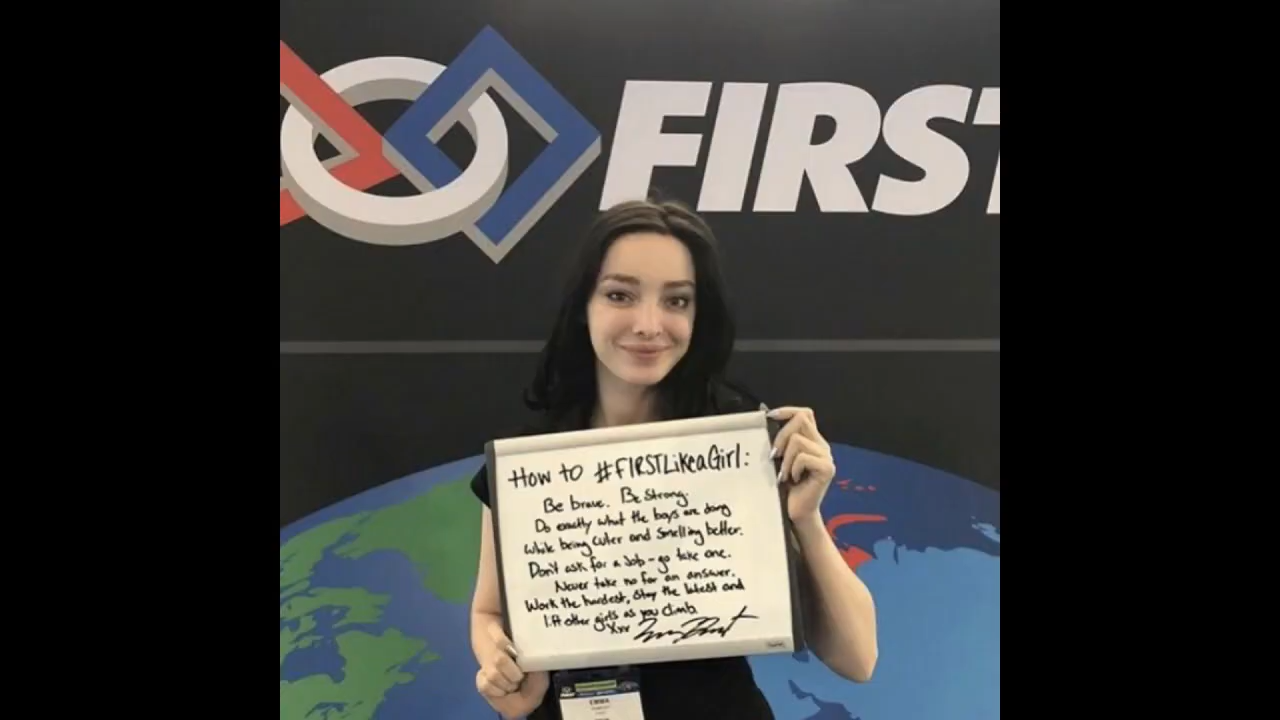 FIRST
How to #FIRSTLikeaGirl:
Be brave. Be Strong.
Do exactly what the boys are doing
while being cuter and smelling better.
Don't ask for a Job - go take one.
Never take no for an answer.
Work the hardest, stay the latest and
lift other girls as you climb.
Xxx
EMMA